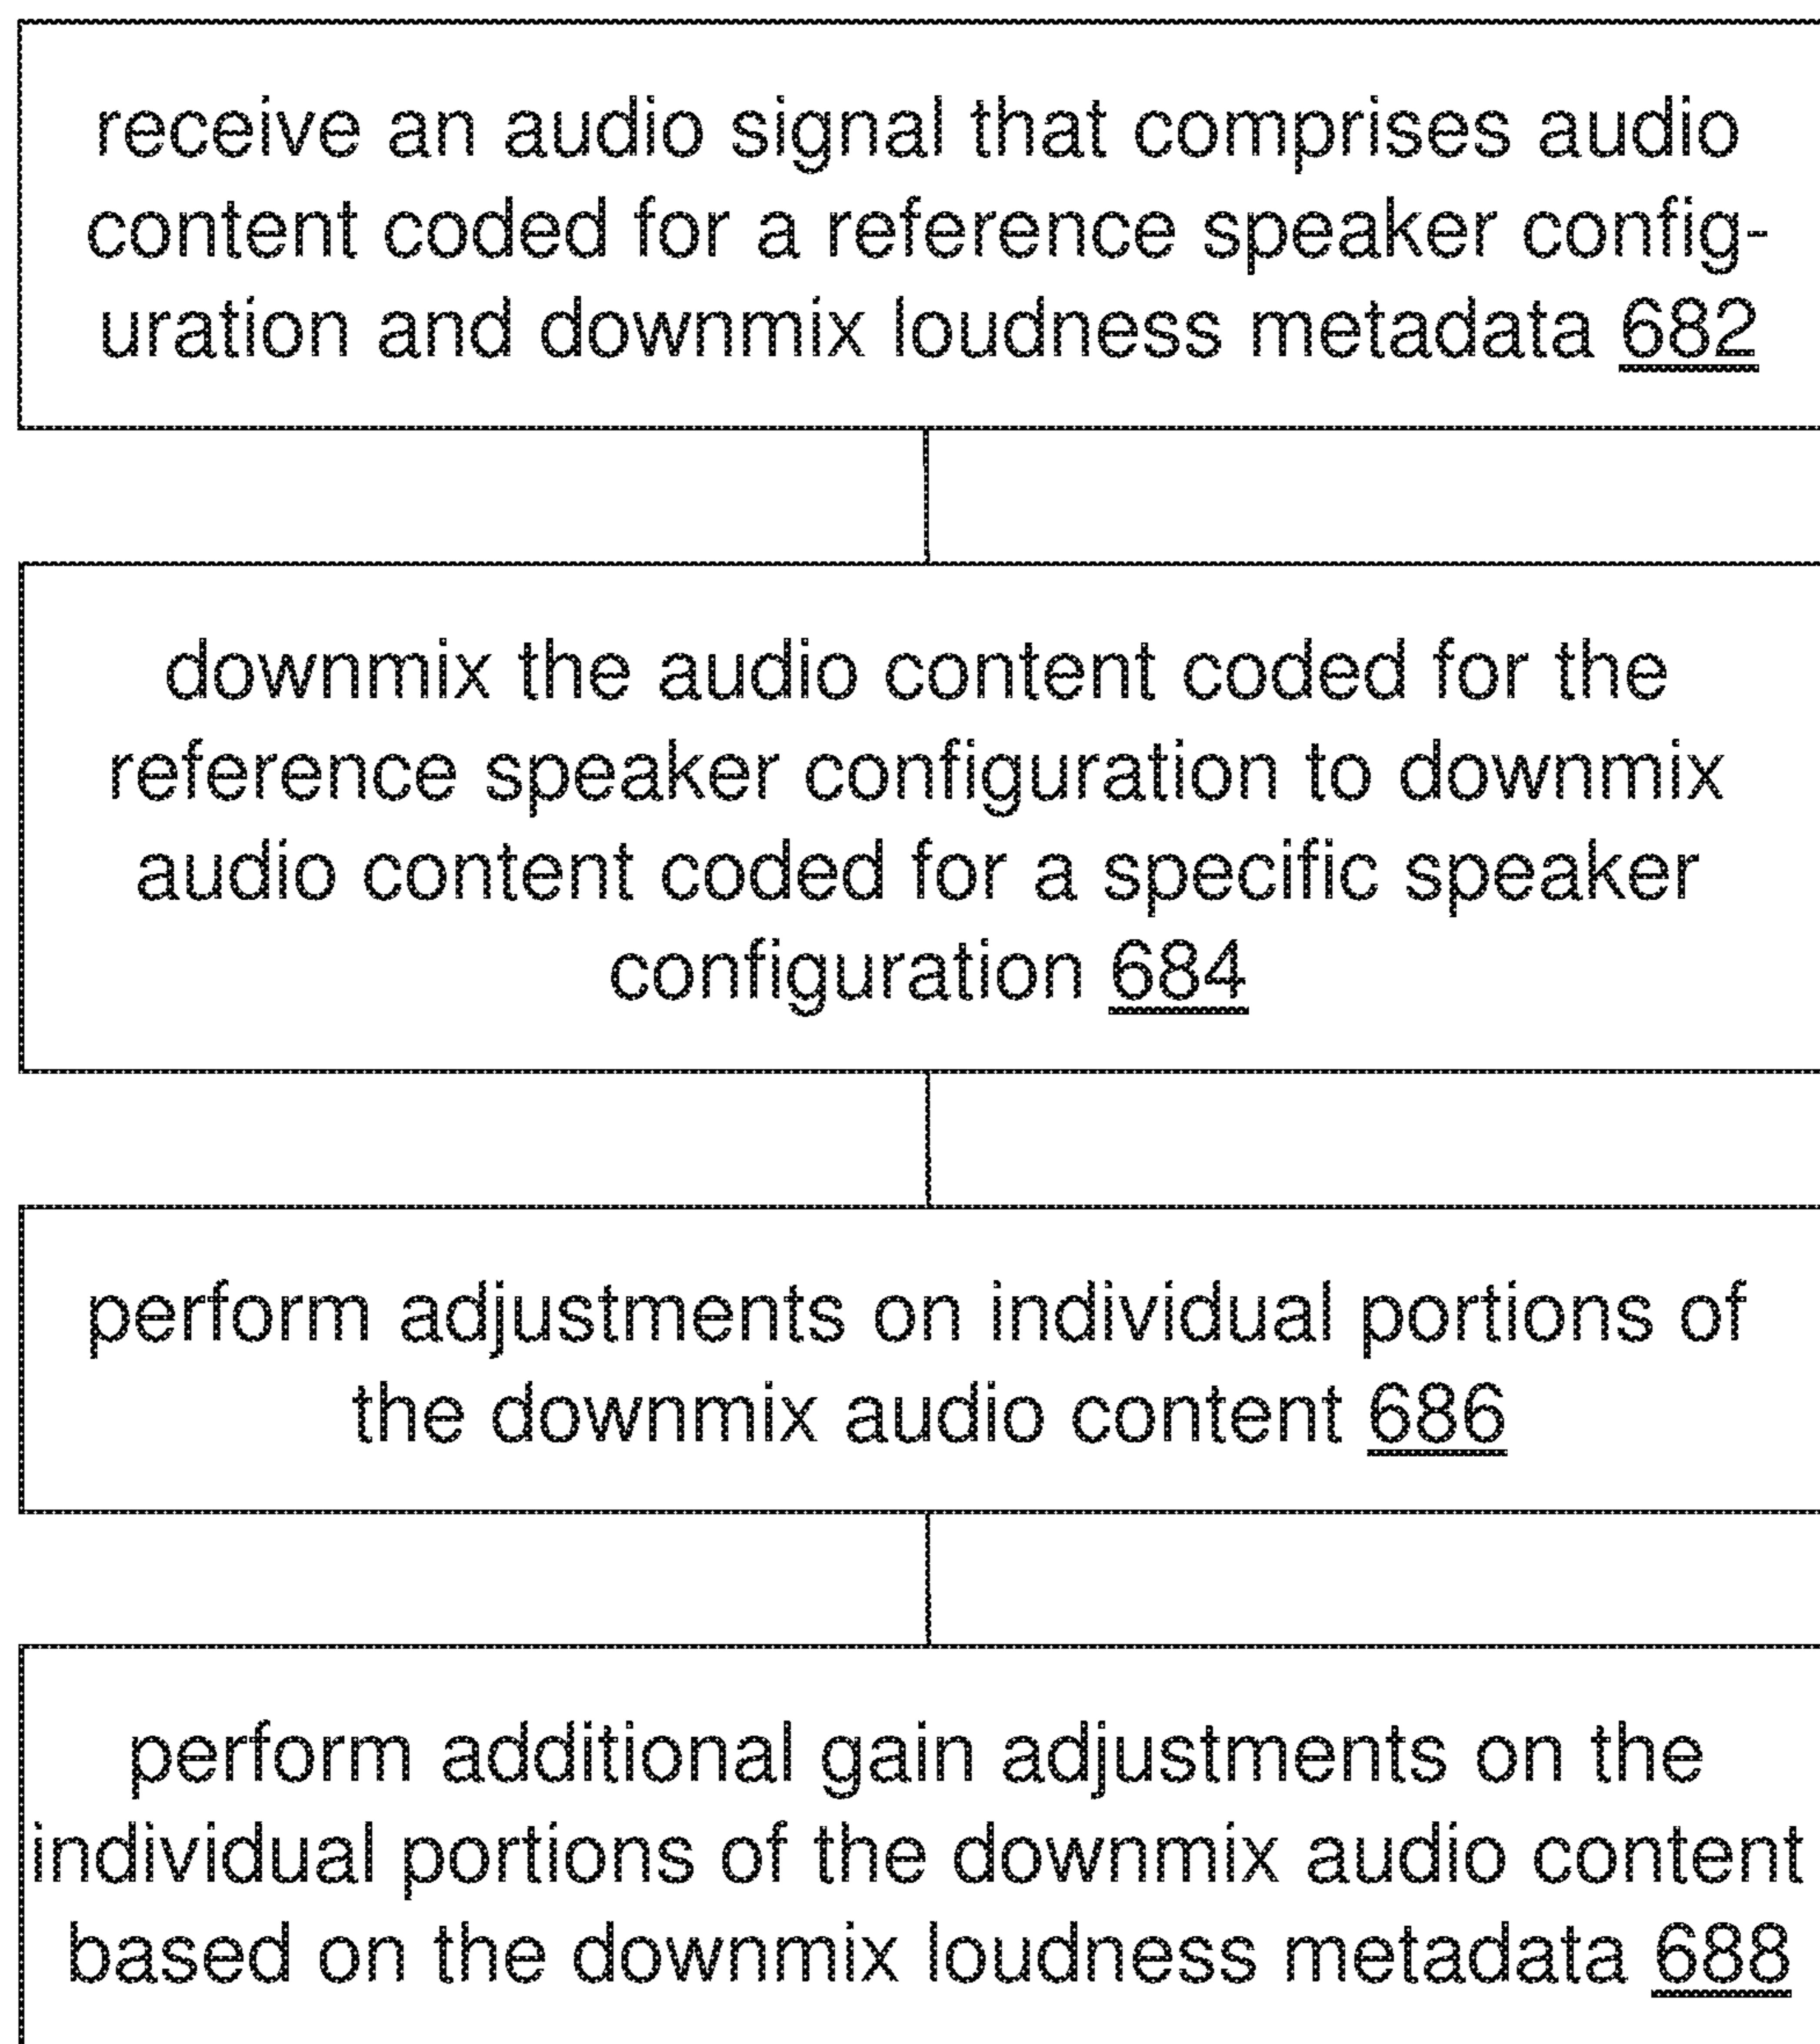 receive an audio signal that comprises audio
content coded for a reference speaker config-
uration and downmix loudness metadata 682
downmix the audio content coded for the
reference speaker configuration to downmix
audio content coded for a specific speaker
configuration 684
perform adjustments on individual portions of
the downmix audio content 686
perform additional gain adjustments on the
individual portions of the downmix audio content
based on the downmix loudness metadata 688